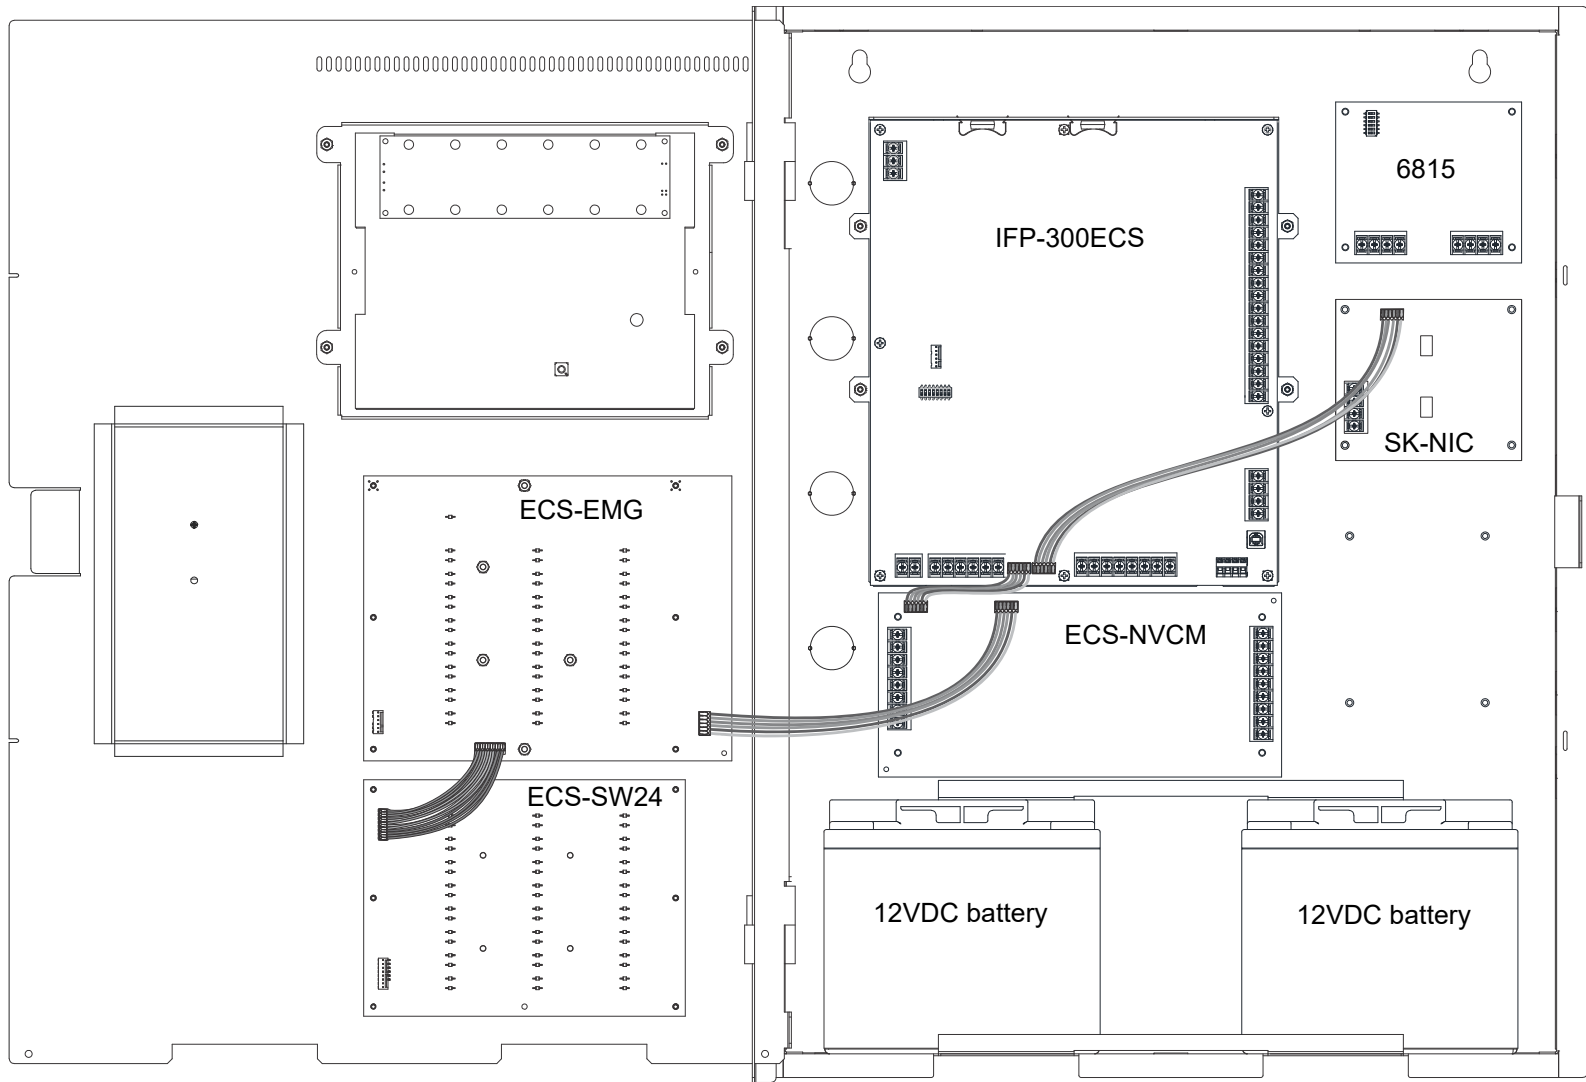 6815
IFP-300ECS
SK-NIC
ECS-EMG
ECS-NVCM
ECS-SW24
12VDC battery
12VDC battery